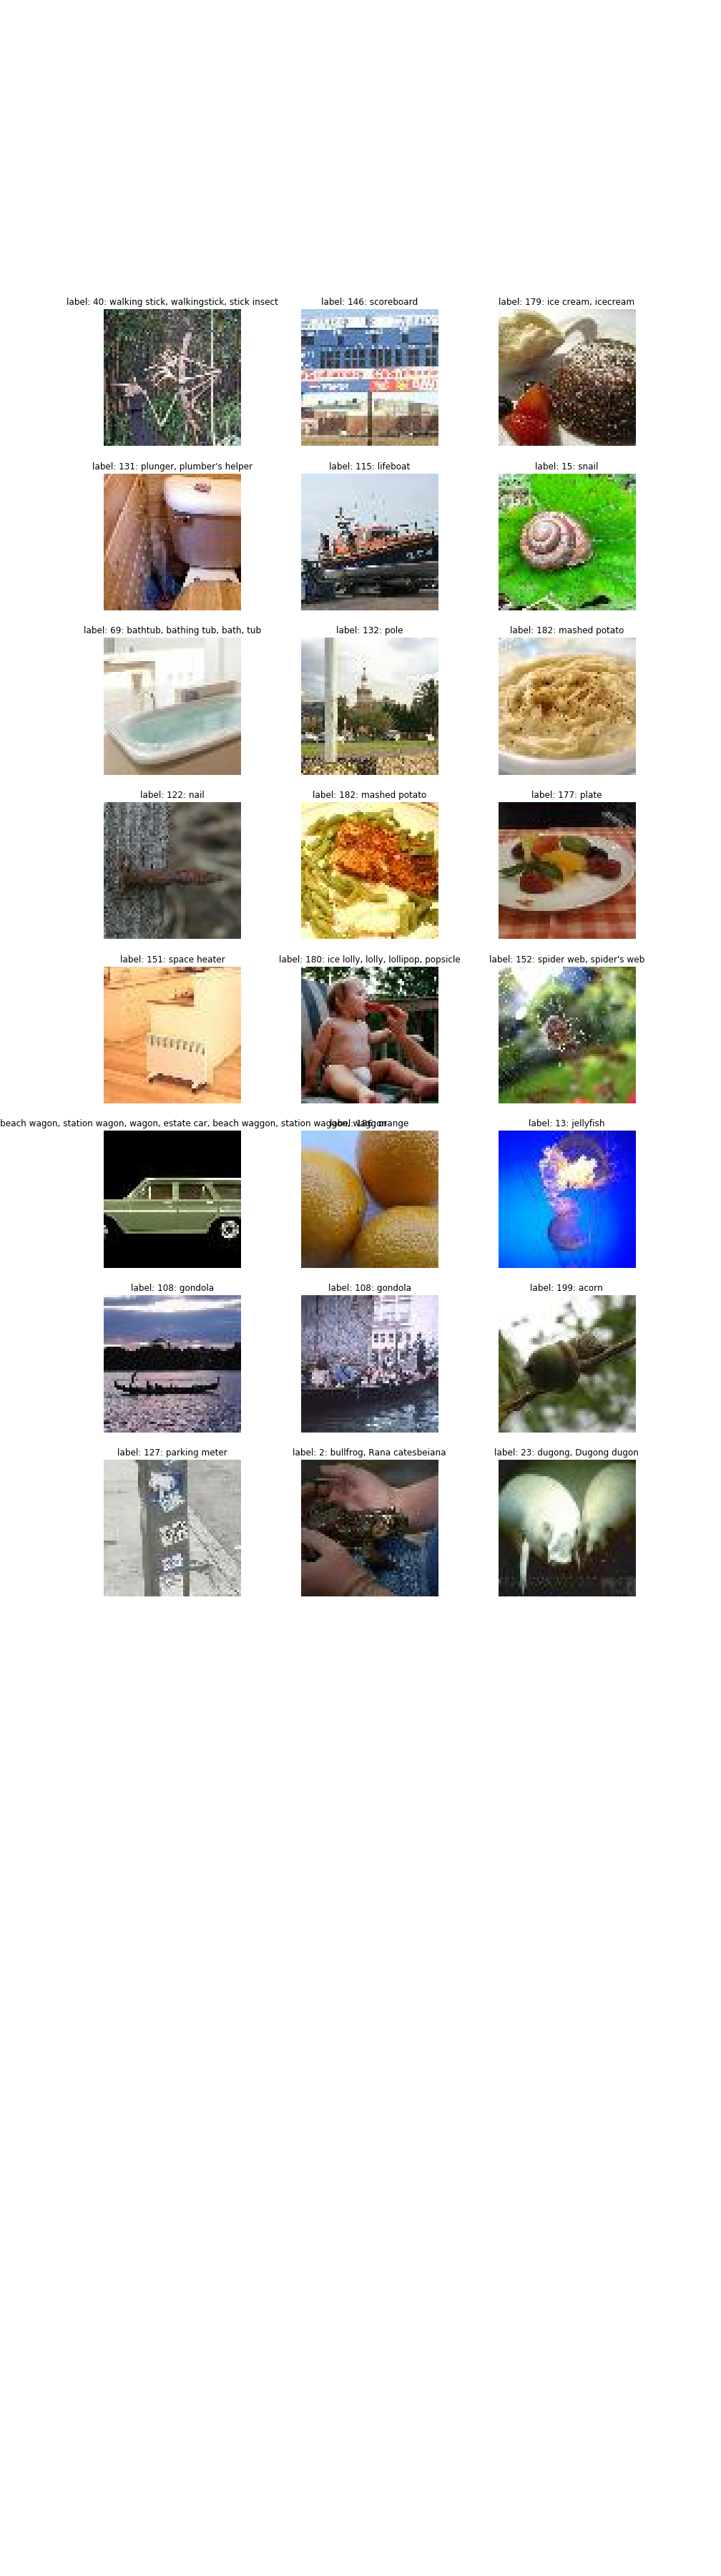 label: 40: walking stick, walkingstick, stick insect
label: 146: scoreboard
label: 179: ice cream, icecream
label: 131: plunger, plumber's helper
label: 115: lifeboat
label: 15: snail
254
label: 69: bathtub, bathing tub, bath, tub
label: 132: pole
label: 182: mashed potato
label: 122: nail
label: 182: mashed potato
label: 177: plate
label: 151: space heater
label: 180: ice lolly, lolly, lollipop, popsicle
label: 152: spider web, spider's web
beach wagon, station wagon, wagon, estate car, beach waggon, station waggon, waggon
label: 186: orange
label: 13: jellyfish
label: 108: gondola
label: 108: gondola
label: 199: acorn
label: 127: parking meter
label: 2: bullfrog, Rana catesbeiana
label: 23: dugong, Dugong dugon